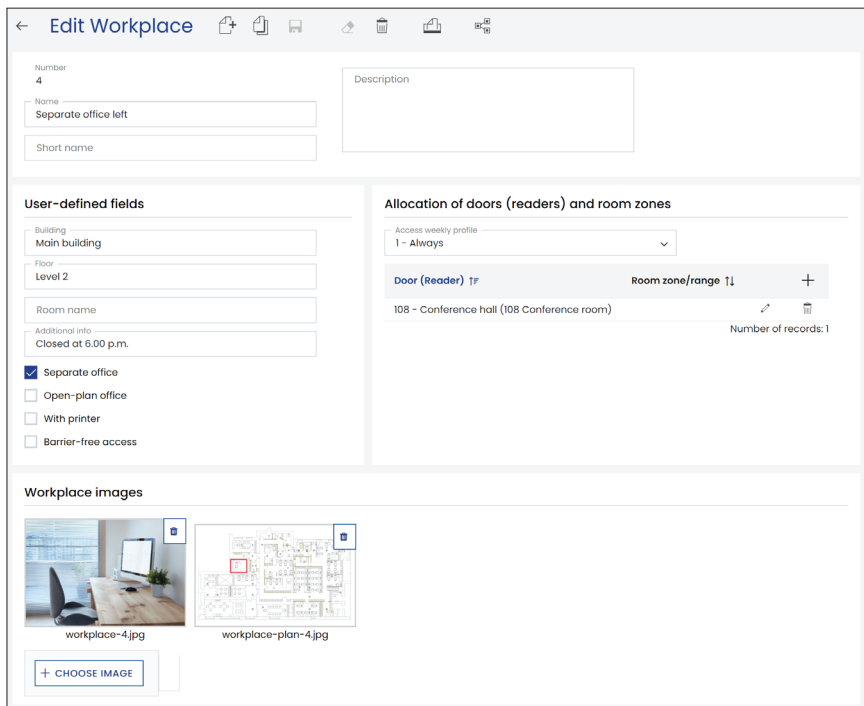 Edit Workplace
Number
4
Name
Separate office left
Short name
Description
User-defined fields
Building
Main building
Floor
Level 2
Room name
Additional info
Closed at 6.00 p.m.
Separate office
Open-plan office
With printer
Barrier-free access
Allocation of doors (readers) and room zones
Access weekly profile
1 - Always
Door (Reader) Room zone/range
108 - Conference hall (108 Conference room)
Number of records: 1
Workplace images
workplace-4.jpg
workplace-plan-4.jpg
+ CHOOSE IMAGE